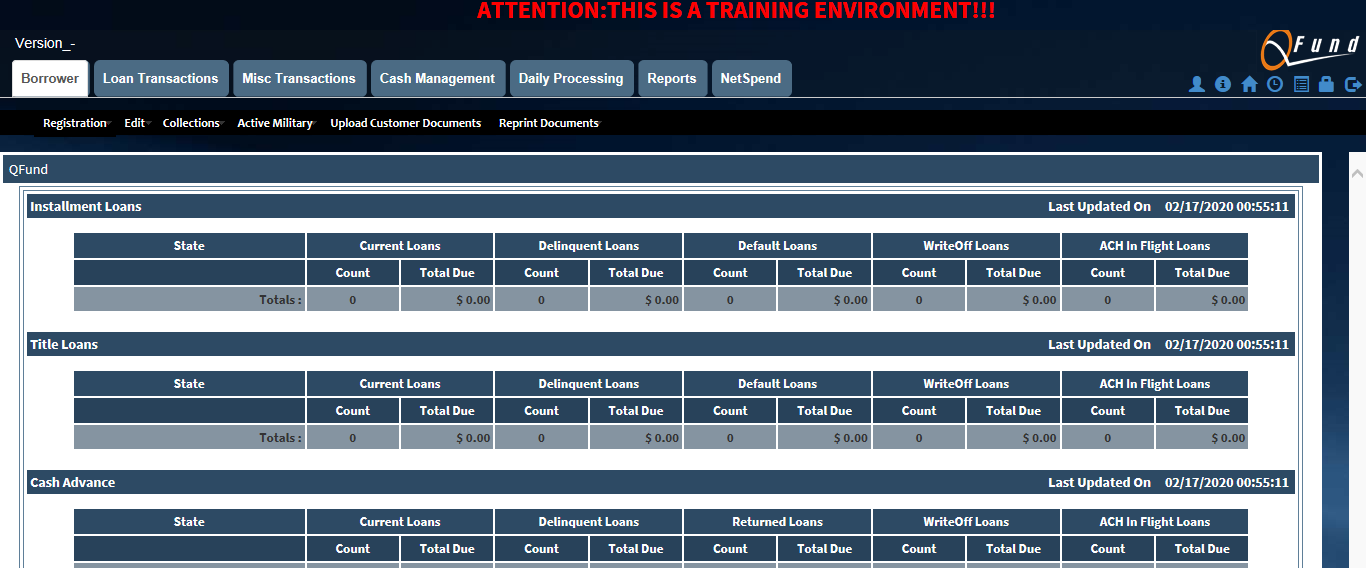 ATTENTION:THIS IS A TRAINING ENVIRONMENT!!!
Version_-
QFund
Borrower Loan Transactions Misc Transactions Cash Management Daily Processing Reports NetSpend
Registration Edit Collections Active Military Upload Customer Documents Reprint Documents
QFund
Installment Loans Last Updated On 02/17/2020 00:55:11
State Current Loans Delinquent Loans Default Loans WriteOff Loans ACH In Flight Loans
Count Total Due Count Total Due Count Total Due Count Total Due Count Total Due
Totals : 0 $ 0.00 0 $ 0.00 0 $ 0.00 0 $ 0.00 0 $ 0.00
Title Loans Last Updated On 02/17/2020 00:55:11
State Current Loans Delinquent Loans Default Loans WriteOff Loans ACH In Flight Loans
Count Total Due Count Total Due Count Total Due Count Total Due Count Total Due
Totals : 0 $ 0.00 0 $ 0.00 0 $ 0.00 0 $ 0.00 0 $ 0.00
Cash Advance Last Updated On 02/17/2020 00:55:11
State Current Loans Delinquent Loans Returned Loans WriteOff Loans ACH In Flight Loans
Count Total Due Count Total Due Count Total Due Count Total Due Count Total Due